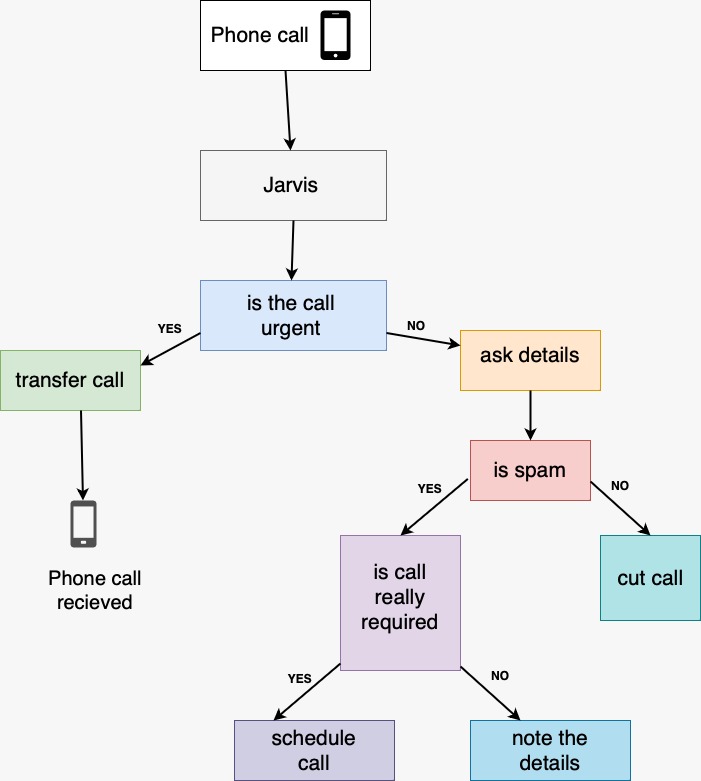 Phone call
Jarvis
is the call
urgent
YES
NO
transfer call
ask details
is spam
YES
NO
Phone call
recieved
is call
really
required
cut call
YES
NO
schedule
call
note the
details